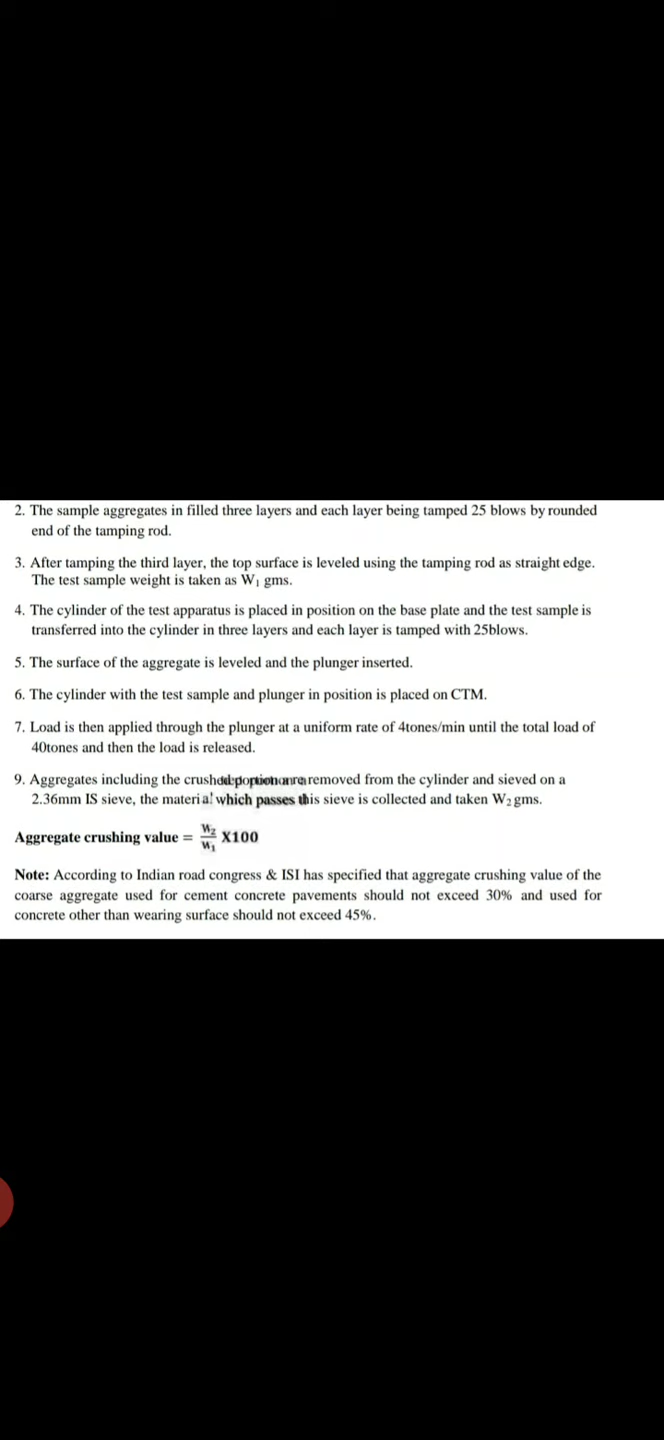 2. The sample aggregates in filled three layers and each layer being tamped 25 blows by rounded
end of the tamping rod.
3. After tamping the third layer, the top surface is leveled using the tamping rod as straight edge.
The test sample weight is taken as W₁ gms.
4. The cylinder of the test apparatus is placed in position on the base plate and the test sample is
transferred into the cylinder in three layers and each layer is tamped with 25blows.
5. The surface of the aggregate is leveled and the plunger inserted.
6. The cylinder with the test sample and plunger in position is placed on CTM.
7. Load is then applied through the plunger at a uniform rate of 4tones/min until the total load of
40tones and then the load is released.
9. Aggregates including the removed from the cylinder and sieved on a
2.36mm IS sieve, the material which passes this sieve is collected and taken W₂ gms.
Aggregate crushing value = W₂/W₁ X100
Note: According to Indian road congress & ISI has specified that aggregate crushing value of the
coarse aggregate used for cement concrete pavements should not exceed 30% and used for
concrete other than wearing surface should not exceed 45%.